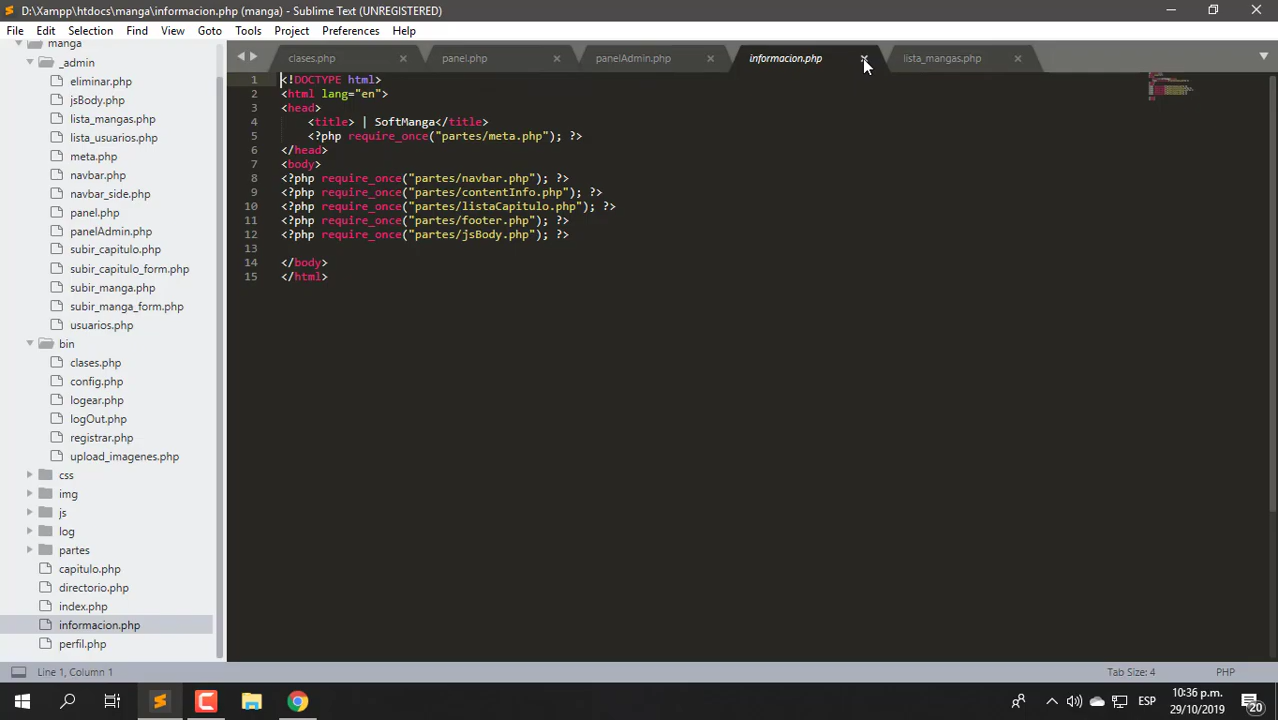 D:\Xampp\htdocs\manga\informacion.php (manga) - Sublime Text (UNREGISTERED)
File Edit Selection Find View Goto Tools Project Preferences Help
manga
_admin
eliminar.php
jsBody.php
lista_mangas.php
lista_usuarios.php
meta.php
navbar.php
navbar_side.php
panel.php
panelAdmin.php
subir_capitulo.php
subir_capitulo_form.php
subir_manga.php
subir_manga_form.php
usuarios.php
bin
clases.php
config.php
logear.php
logOut.php
registrar.php
upload_imagenes.php
css
img
js
log
partes
capitulo.php
directorio.php
index.php
informacion.php
perfil.php
clases.php panel.php panelAdmin.php informacion.php lista_mangas.php
1 <!DOCTYPE html>
2 <html lang="en">
3 <head>
4 <title> | SoftManga</title>
5 <?php require_once("partes/meta.php"); ?>
6 </head>
7 <body>
8 <?php require_once("partes/navbar.php"); ?>
9 <?php require_once("partes/contentInfo.php"); ?>
10 <?php require_once("partes/listaCapitulo.php"); ?>
11 <?php require_once("partes/footer.php"); ?>
12 <?php require_once("partes/jsBody.php"); ?>
13
14 </body>
15 </html>
Line 1, Column 1 Tab Size: 4 PHP
ESP 10:36 p.m.
29/10/2019
20